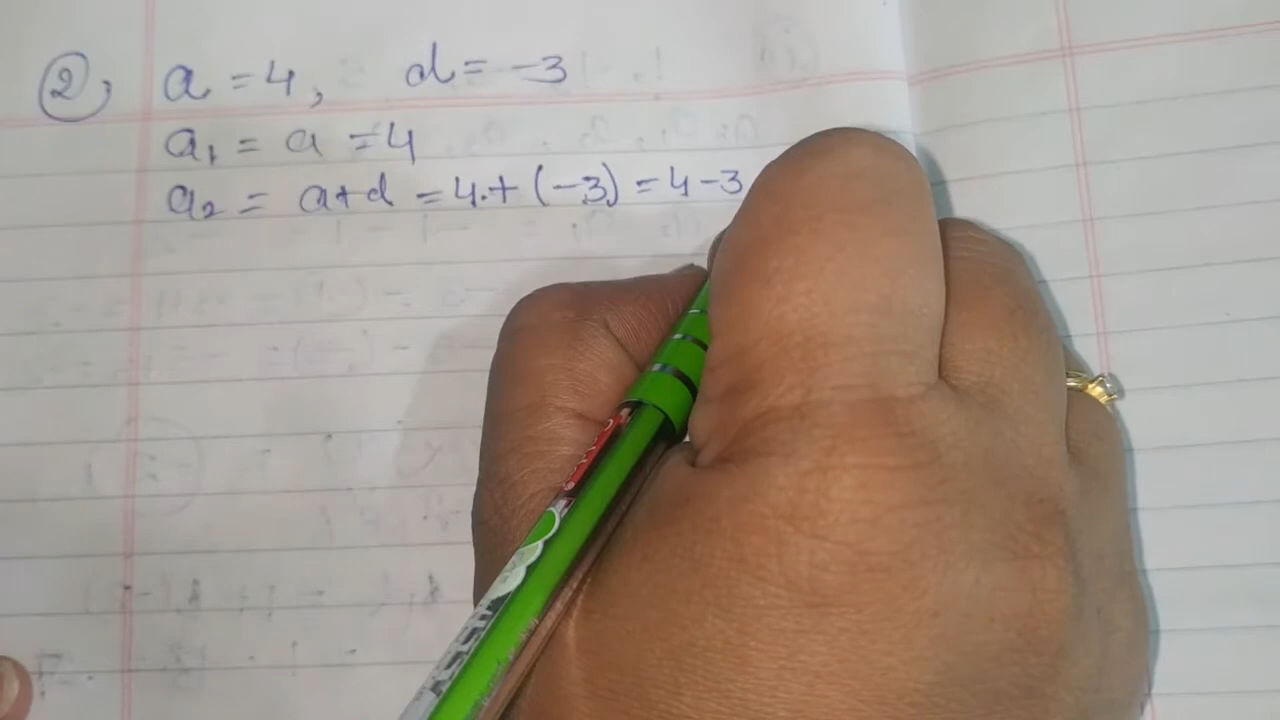 2, a = 4, d = -3
a₁ = a = 4
a₂ = a+d = 4.+ (-3) = 4-3